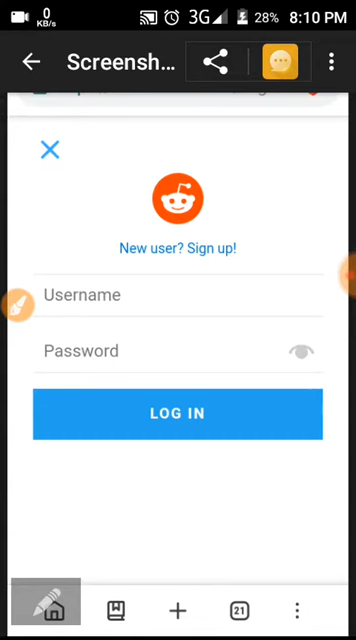 0
KB/s
3G
28%
8:10 PM
Screensh...
New user? Sign up!
Username
Password
LOG IN
21